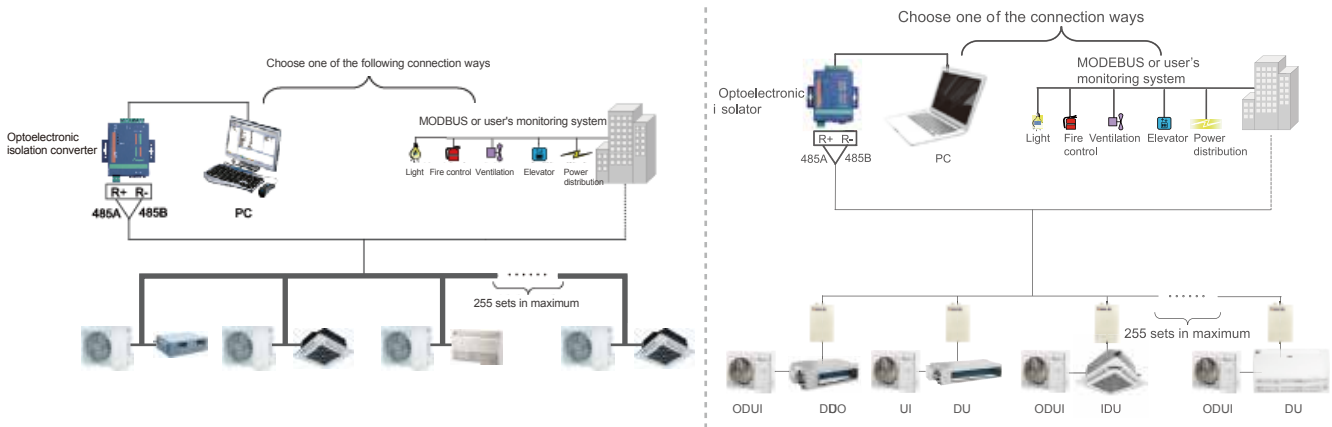 Choose one of the following connection ways
Optoelectronic
isolation converter
R+ R-
485A 485B
PC
MODBUS or user's monitoring system
Light
Fire control
Ventilation
Elevator
Power
distribution
······
255 sets in maximum
Choose one of the connection ways
Optoelectronic
i solator
R+ R-
485A 485B
PC
MODEBUS or user's
monitoring system
Light
Fire
control
Ventilation
Elevator
Power
distribution
······
255 sets in maximum
ODUI DDO UI DU ODUI IDU ODUI DU